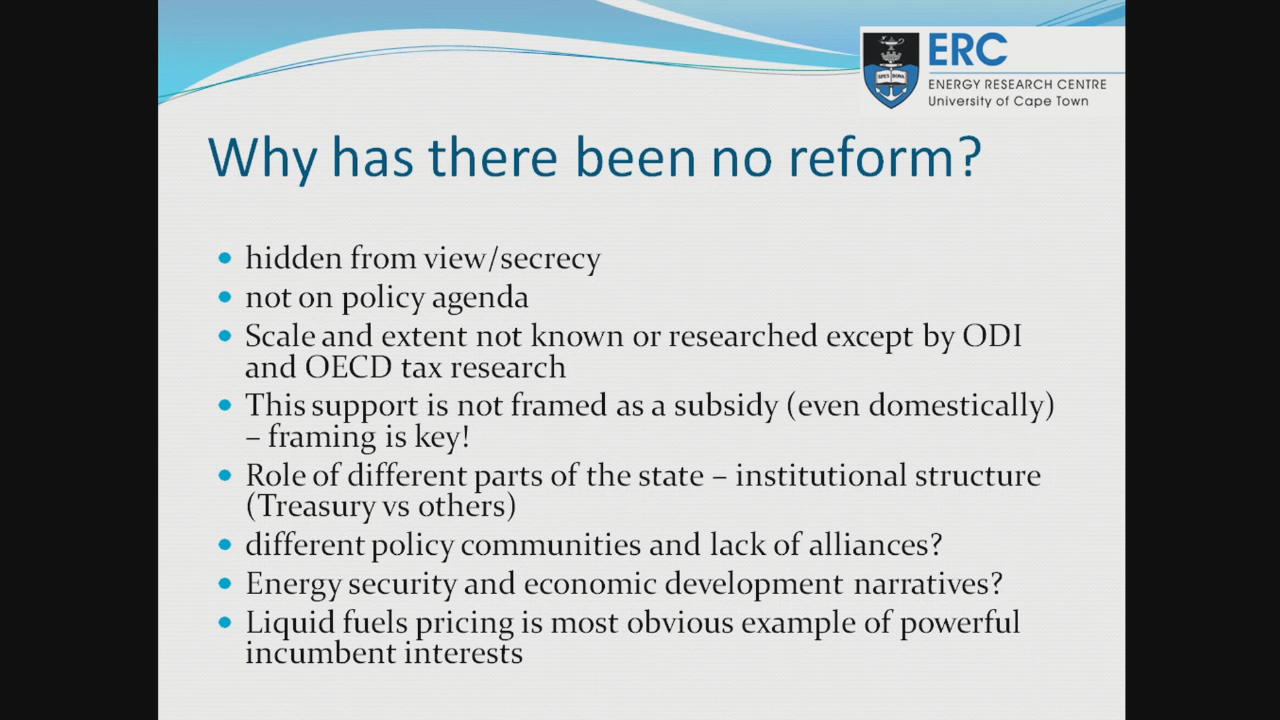 ERC
ENERGY RESEARCH CENTRE
University of Cape Town
SPES BONA
Why has there been no reform?
• hidden from view/secrecy
• not on policy agenda
• Scale and extent not known or researched except by ODI
and OECD tax research
• This support is not framed as a subsidy (even domestically)
– framing is key!
• Role of different parts of the state – institutional structure
(Treasury vs others)
• different policy communities and lack of alliances?
• Energy security and economic development narratives?
• Liquid fuels pricing is most obvious example of powerful
incumbent interests